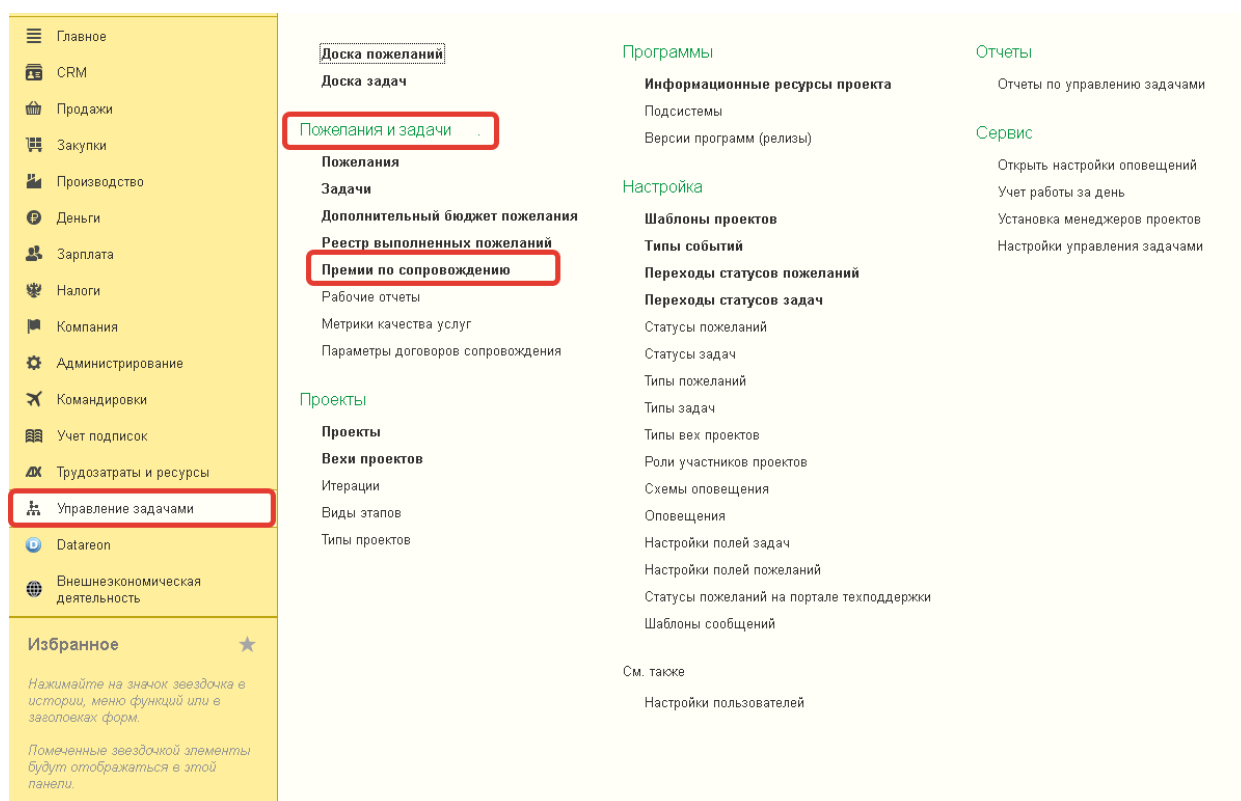 Главное
CRM
Продажи
Закупки
Производство
Деньги
Зарплата
Налоги
Компания
Администрирование
Командировки
Учет подписок
Трудозатраты и ресурсы
Управление задачами
Datareon
Внешнеэкономическая
деятельность
Избранное
Нажимайте на значок звездочка в
истории, меню функций или в
заголовках форм.
Помеченные звездочкой элементы
будут отображаться в этой
панели.
Доска пожеланий
Доска задач
Пожелания и задачи .
Пожелания
Задачи
Дополнительный бюджет пожелания
Реестр выполненных пожеланий
Премии по сопровождению
Рабочие отчеты
Метрики качества услуг
Параметры договоров сопровождения
Проекты
Проекты
Вехи проектов
Итерации
Виды этапов
Типы проектов
Программы
Информационные ресурсы проекта
Подсистемы
Версии программ (релизы)
Настройка
Шаблоны проектов
Типы событий
Переходы статусов пожеланий
Переходы статусов задач
Статусы пожеланий
Статусы задач
Типы пожеланий
Типы задач
Типы вех проектов
Роли участников проектов
Схемы оповещения
Оповещения
Настройки полей задач
Настройки полей пожеланий
Статусы пожеланий на портале техподдержки
Шаблоны сообщений
См. также
Настройки пользователей
Отчеты
Отчеты по управлению задачами
Сервис
Открыть настройки оповещений
Учет работы за день
Установка менеджеров проектов
Настройки управления задачами